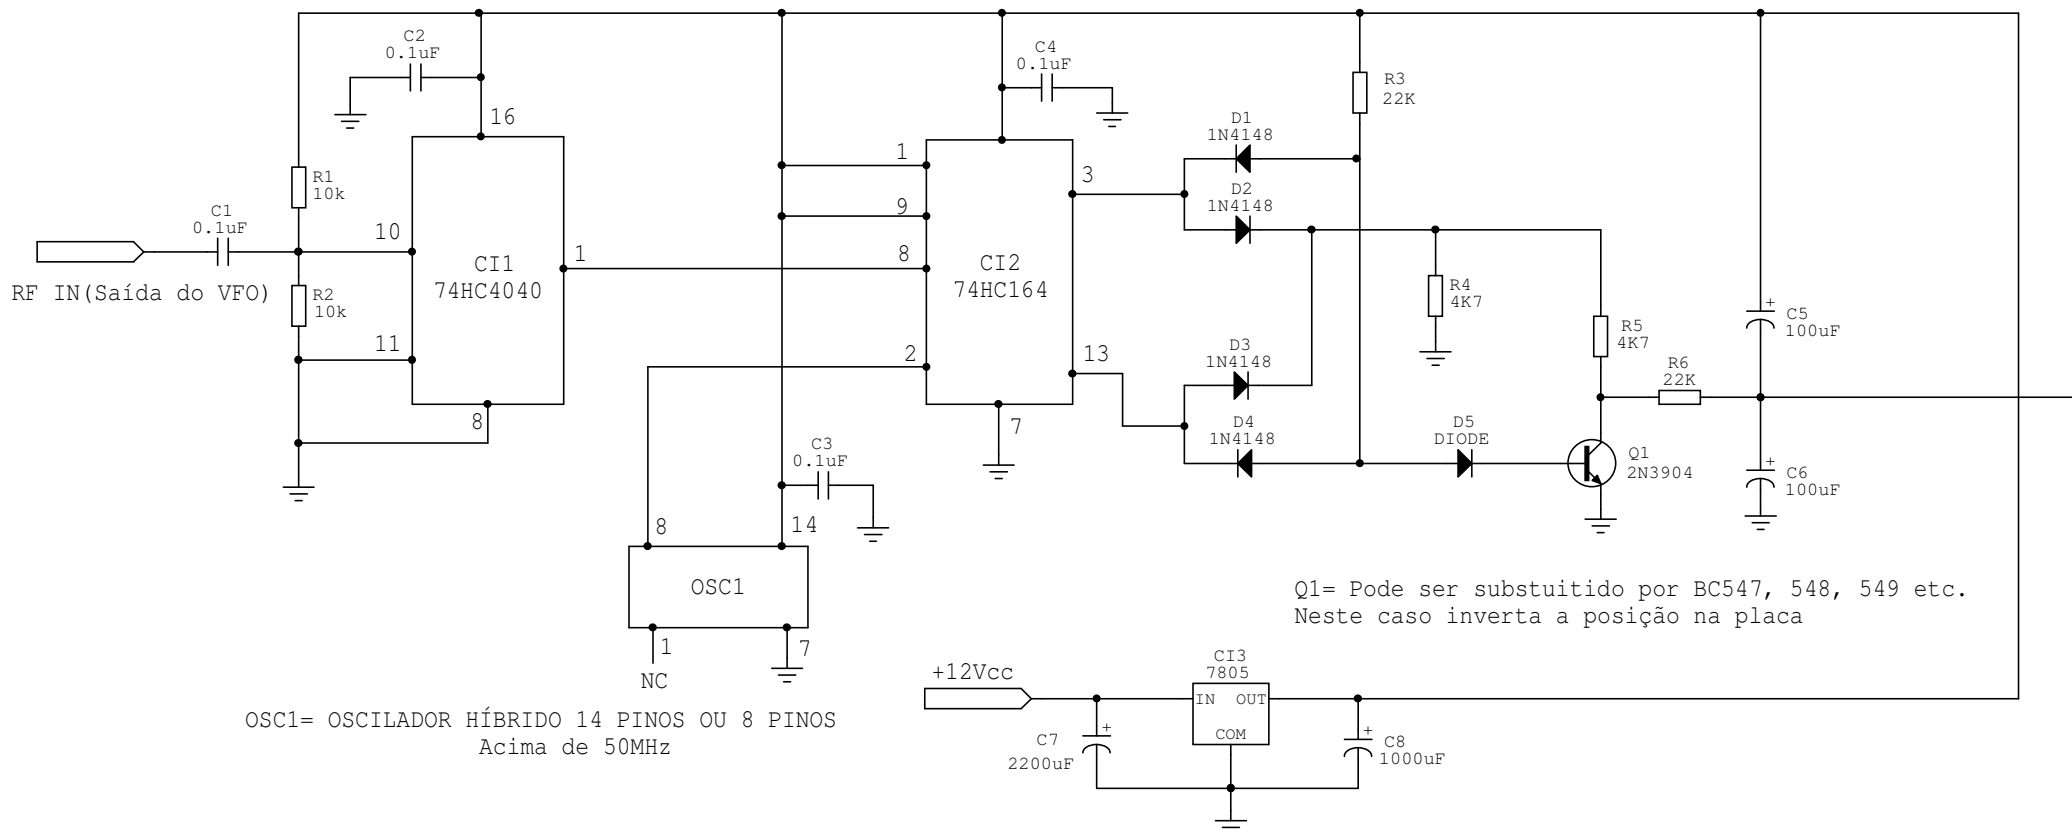 C2
0.1uF
C4
0.1uF
R3
22K
16
D1
1N4148
1
3
R1
10k
D2
1N4148
C1
0.1uF
9
10
1
8
CI1
74HC4040
CI2
74HC164
RF IN(Saída do VFO)
R2
10k
R4
4K7
C5
+
100uF
11
2
13
D3
1N4148
R5
4K7
R6
22K
8
7
D4
1N4148
D5
DIODE
C3
0.1uF
Q1
2N3904
C6
+
100uF
8
14
OSC1
1
7
NC
Q1= Pode ser substuitido por BC547, 548, 549 etc.
Neste caso inverta a posição na placa
OSC1= OSCILADOR HÍBRIDO 14 PINOS OU 8 PINOS
Acima de 50MHz
+12Vcc
CI3
7805
IN OUT
COM
C7
+
2200uF
C8
+
1000uF